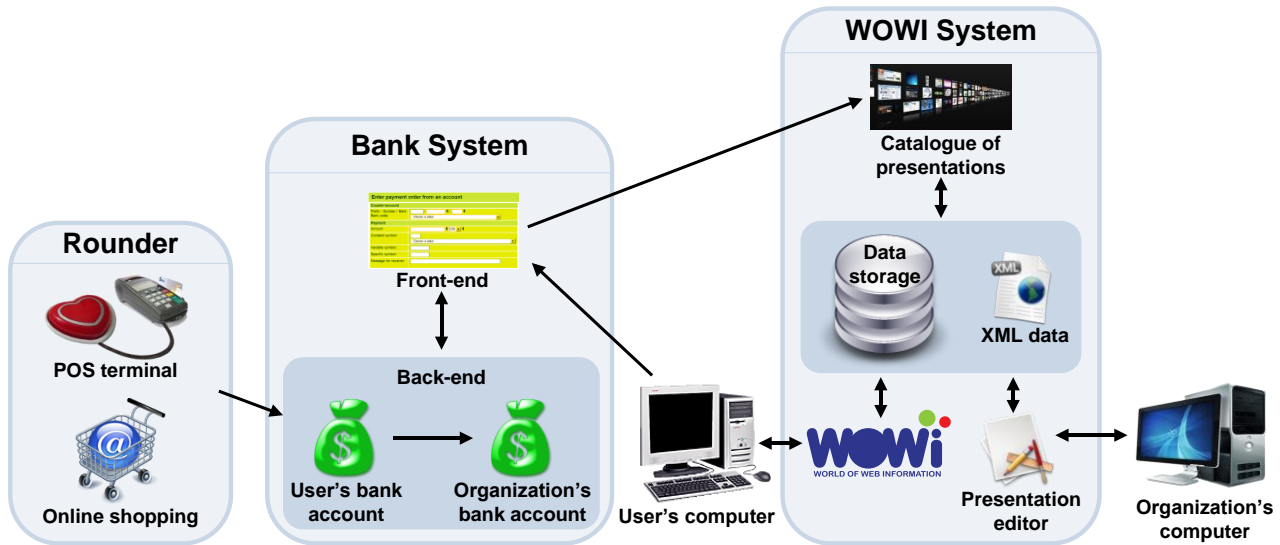 Rounder
POS terminal
Online shopping
Bank System
Enter payment order from an account
Front-end
Back-end
$
$
User's bank
account
Organization's
bank account
User's computer
WOWI System
Catalogue of
presentations
Data
storage
XML
XML data
WOWi
WORLD OF WEB INFORMATION
Presentation
editor
Organization's
computer
@